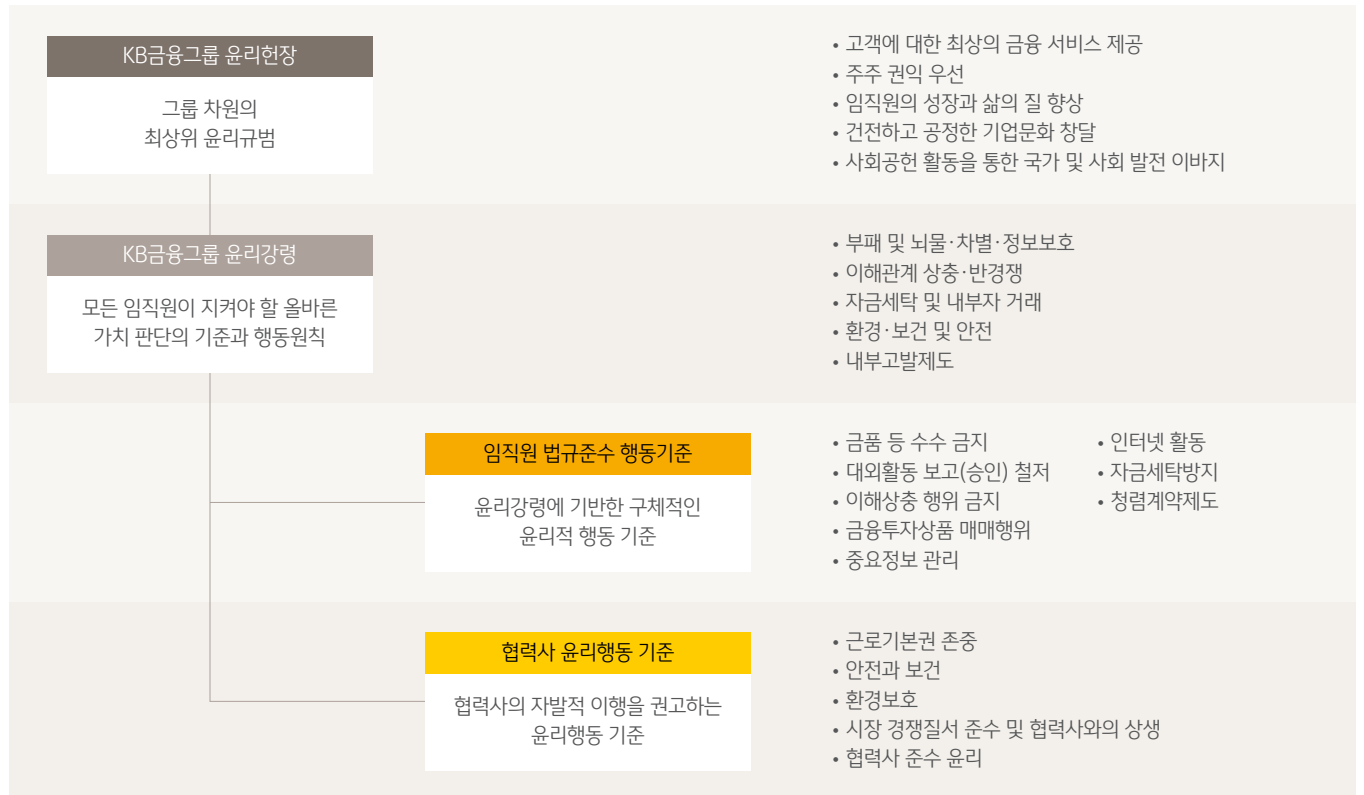 KB금융그룹 윤리헌장
그룹 차원의
최상위 윤리규범
• 고객에 대한 최상의 금융 서비스 제공
• 주주 권익 우선
• 임직원의 성장과 삶의 질 향상
• 건전하고 공정한 기업문화 창달
• 사회공헌 활동을 통한 국가 및 사회 발전 이바지
KB금융그룹 윤리강령
모든 임직원이 지켜야 할 올바른
가치 판단의 기준과 행동원칙
• 부패 및 뇌물·차별·정보보호
• 이해관계 상충·반경쟁
• 자금세탁 및 내부자 거래
• 환경·보건 및 안전
• 내부고발제도
임직원 법규준수 행동기준
윤리강령에 기반한 구체적인
윤리적 행동 기준
• 금품 등 수수 금지
• 대외활동 보고(승인) 철저
• 이해상충 행위 금지
• 금융투자상품 매매행위
• 중요정보 관리
• 인터넷 활동
• 자금세탁방지
• 청렴계약제도
협력사 윤리행동 기준
협력사의 자발적 이행을 권고하는
윤리행동 기준
• 근로기본권 존중
• 안전과 보건
• 환경보호
• 시장 경쟁질서 준수 및 협력사와의 상생
• 협력사 준수 윤리